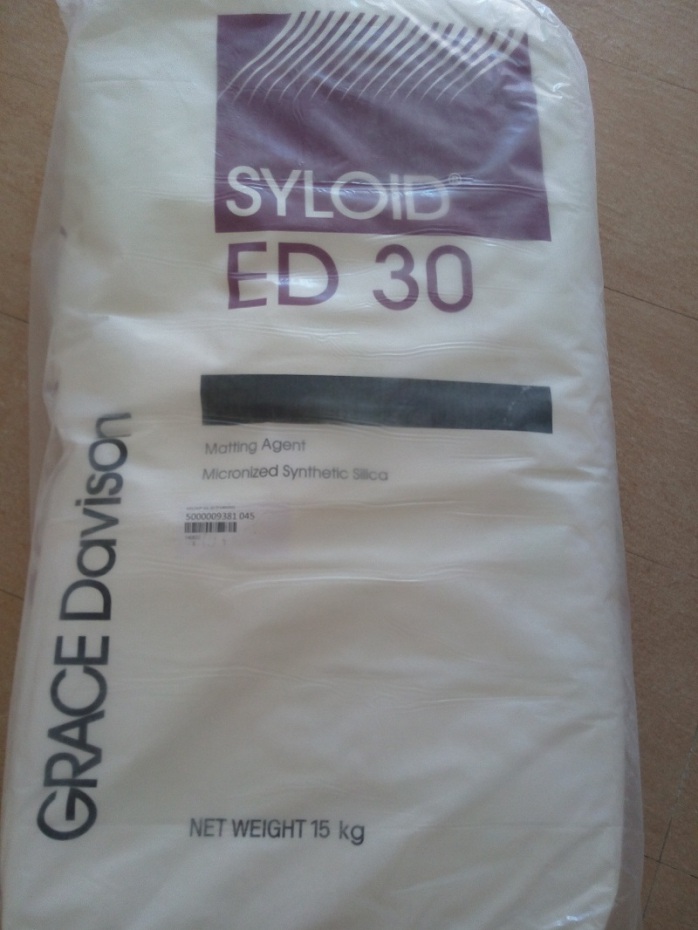 SYLOID®
ED 30
Matting Agent
Micronized Synthetic Silica
5000009381 045
GRACE Davison
NET WEIGHT 15 kg